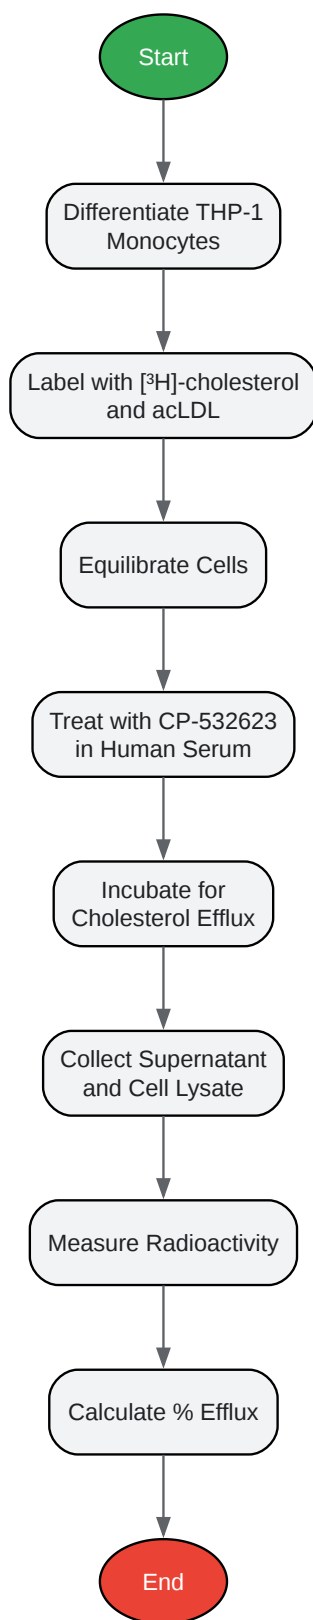 Start
Differentiate THP-1
Monocytes
Label with [³H]-cholesterol
and acLDL
Equilibrate Cells
Treat with CP-532623
in Human Serum
Incubate for
Cholesterol Efflux
Collect Supernatant
and Cell Lysate
Measure Radioactivity
Calculate % Efflux
End